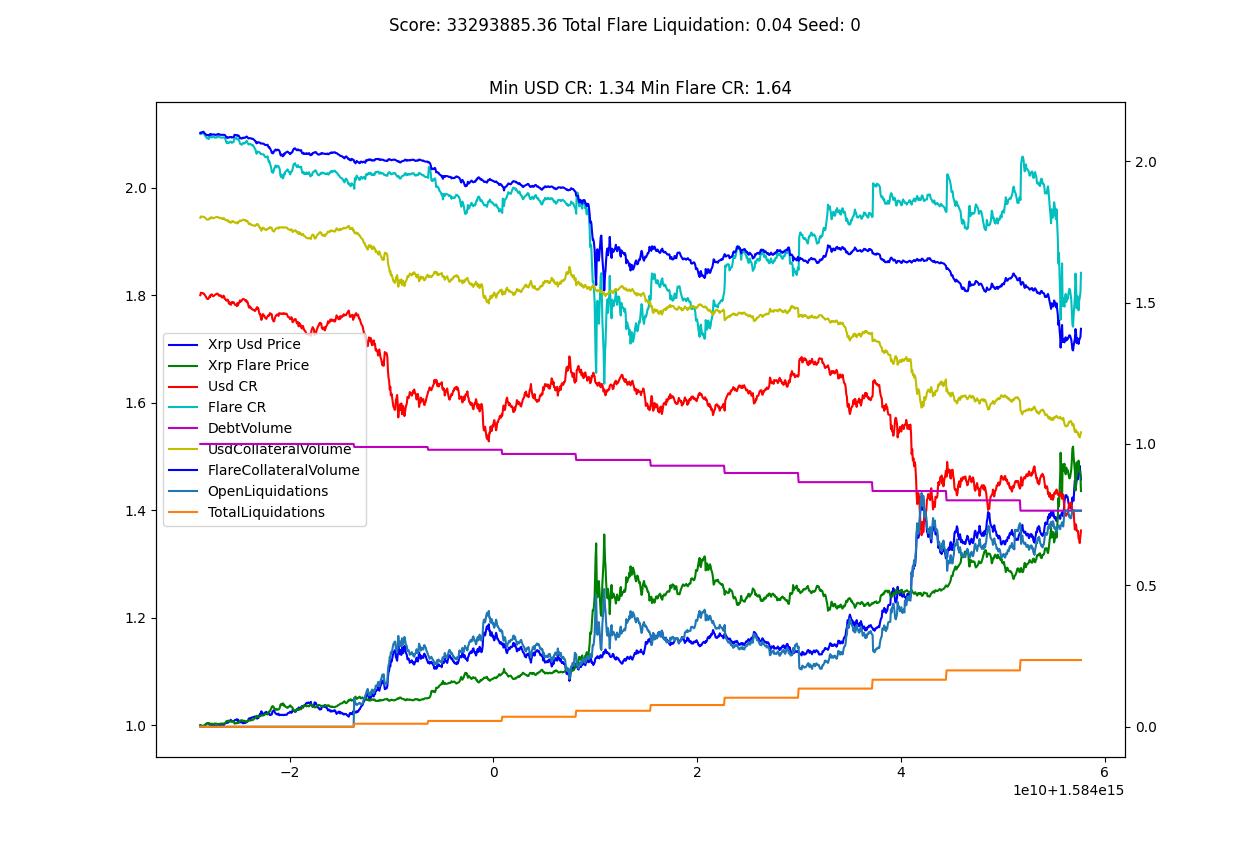 Score: 33293885.36 Total Flare Liquidation: 0.04 Seed: 0
Min USD CR: 1.34 Min Flare CR: 1.64
2.0
1.8
1.6
1.4
1.2
1.0
2.0
1.5
1.0
0.5
0.0
Xrp Usd Price
Xrp Flare Price
Usd CR
Flare CR
DebtVolume
UsdCollateralVolume
FlareCollateralVolume
OpenLiquidations
TotalLiquidations
−2 0 2 4 6
1e10+1.584e15